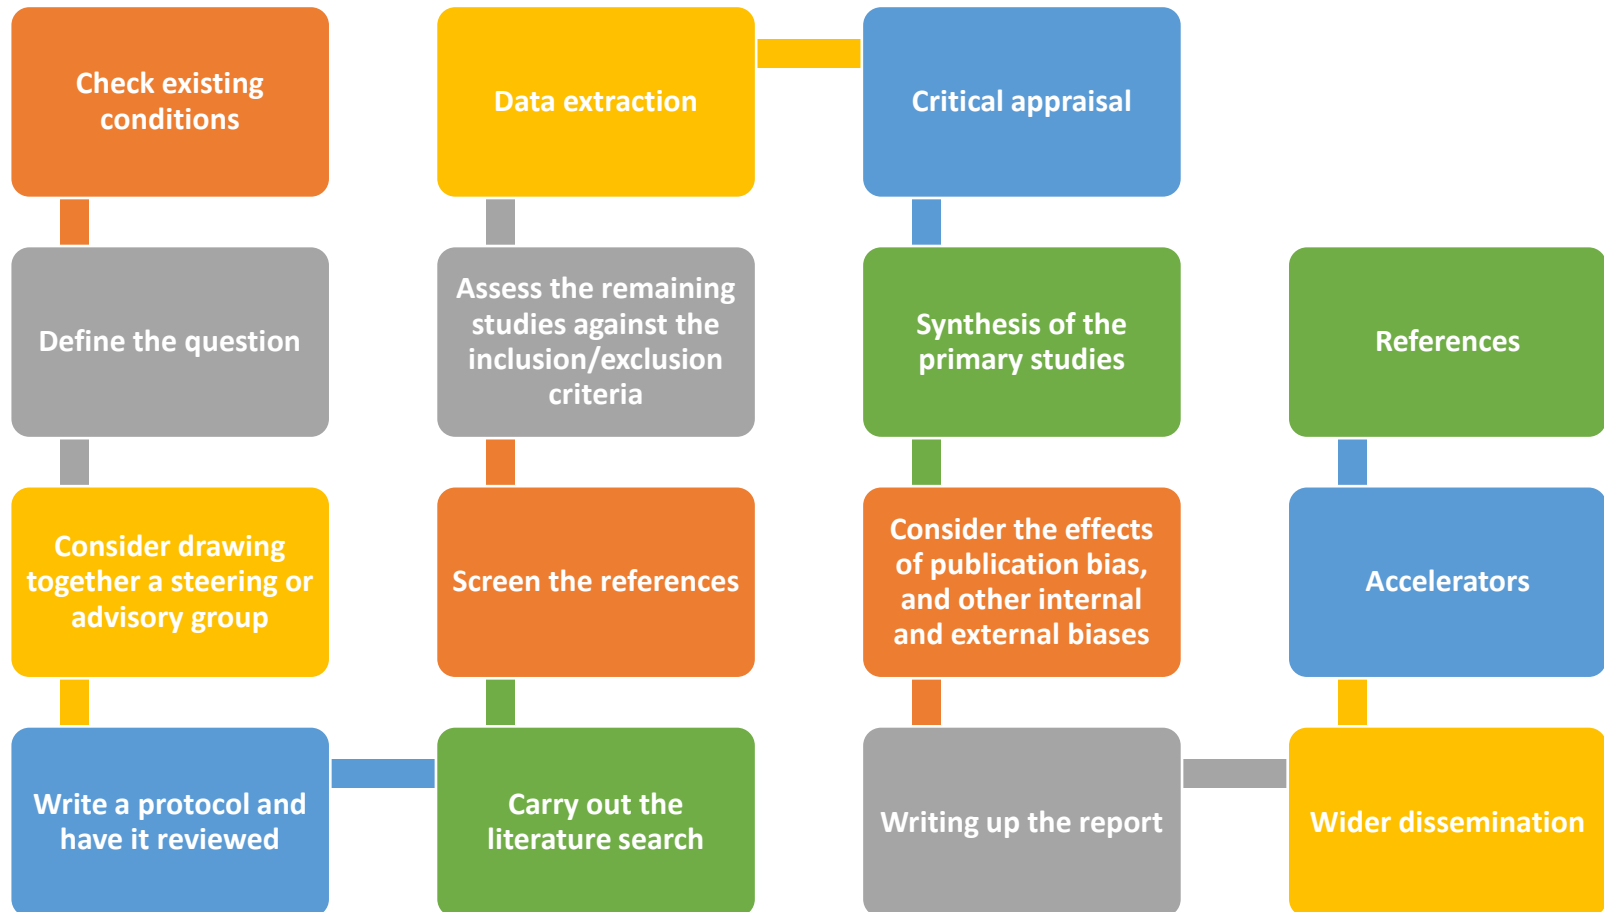 Check existing
conditions
Define the question
Consider drawing
together a steering or
advisory group
Write a protocol and
have it reviewed
Carry out the
literature search
Screen the references
Assess the remaining
studies against the
inclusion/exclusion
criteria
Data extraction
Critical appraisal
Synthesis of the
primary studies
Consider the effects
of publication bias,
and other internal
and external biases
Writing up the report
Wider dissemination
Accelerators
References